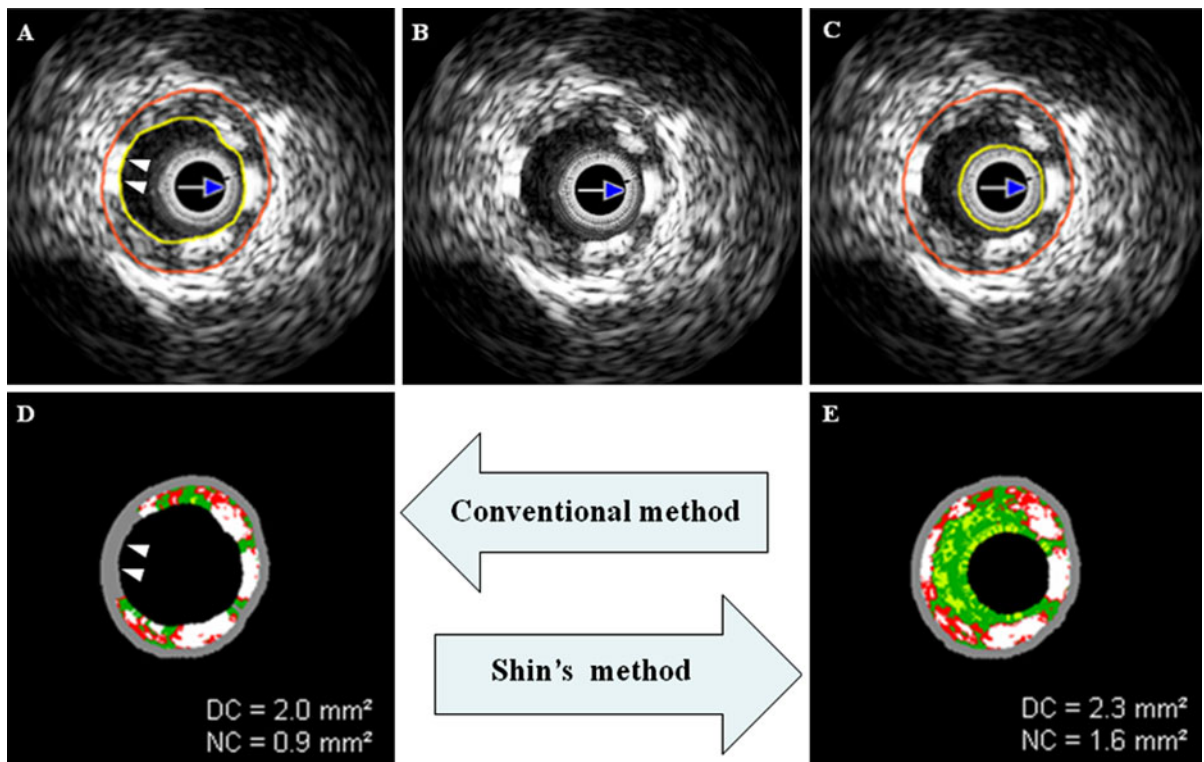 A
B
C
D
E
Conventional method
Shin's method
DC = 2.0 mm²
NC = 0.9 mm²
DC = 2.3 mm²
NC = 1.6 mm²